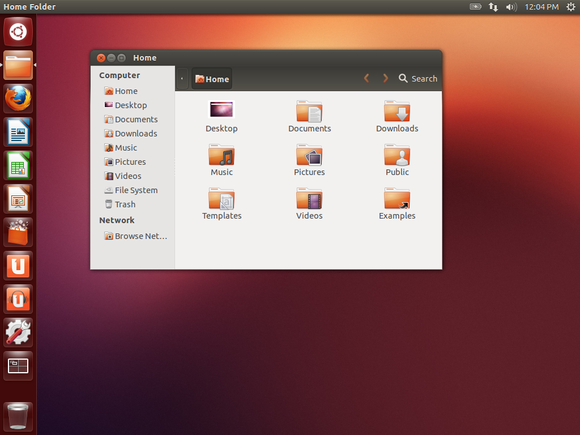 Home Folder
12:04 PM
Home
Computer
Home
Desktop
Documents
Downloads
Music
Pictures
Videos
File System
Trash
Network
Browse Net...
Home
Search
Desktop
Documents
Downloads
Music
Pictures
Public
Templates
Videos
Examples